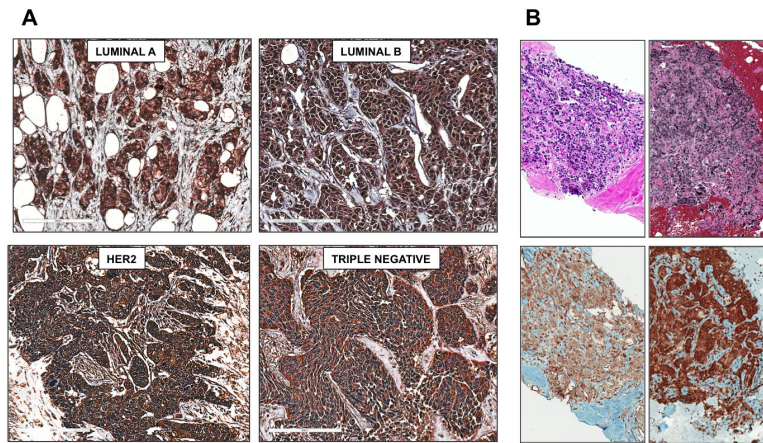 A
B
LUMINAL A
LUMINAL B
HER2
TRIPLE NEGATIVE